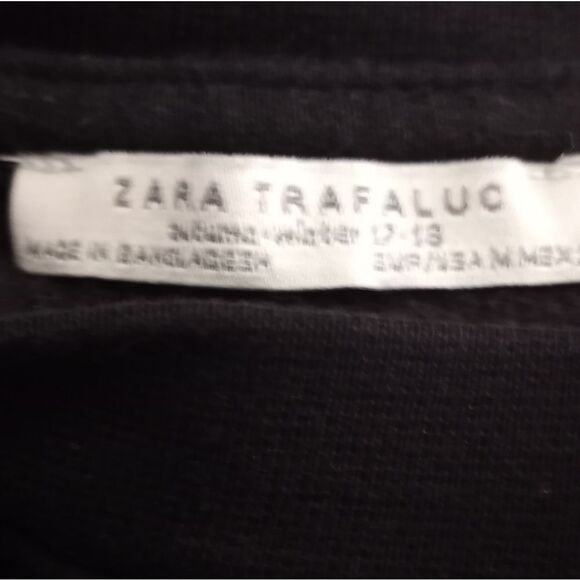 ZARA TRAFALUC
autumn-winter 17-18
MADE IN BANGLADESH EUR/USA M MEX